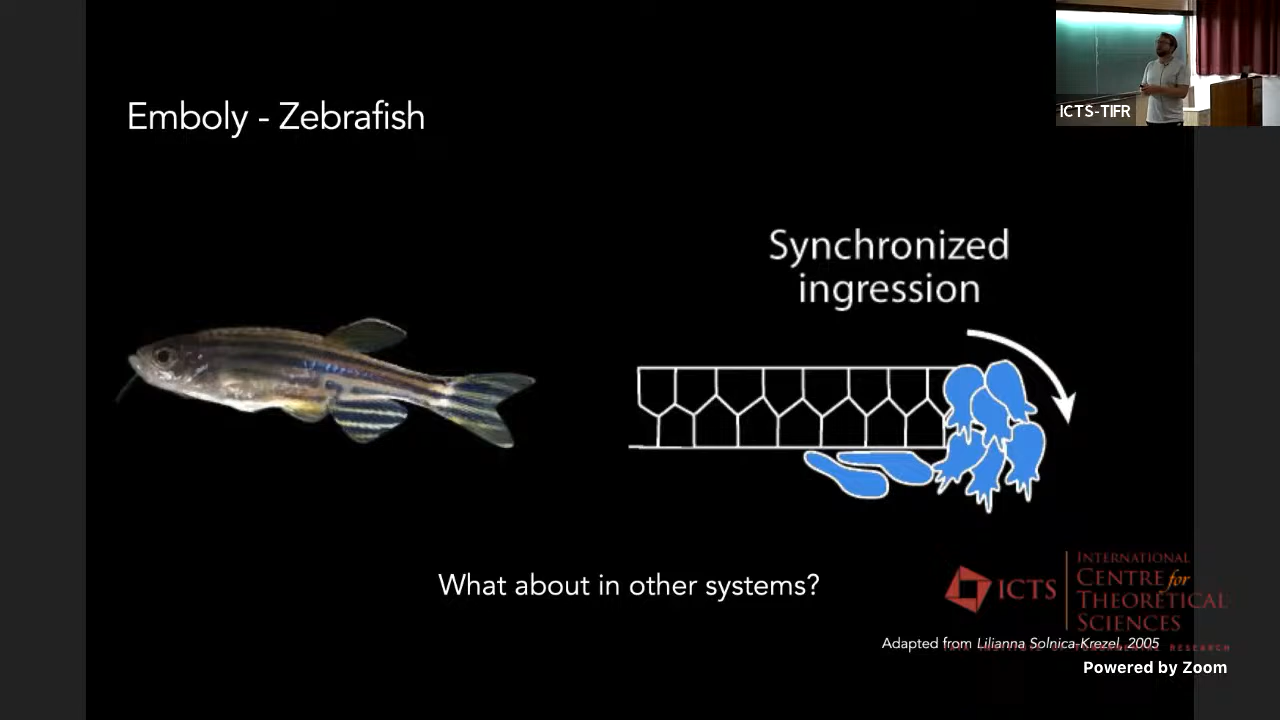 ICTS-TIFR
Emboly - Zebrafish
Synchronized
ingression
What about in other systems?
ICTS
INTERNATIONAL
CENTRE for
THEORETICAL
SCIENCES
Adapted from Lilianna Solnica-Krezel, 2005
RESEARCH
Powered by Zoom